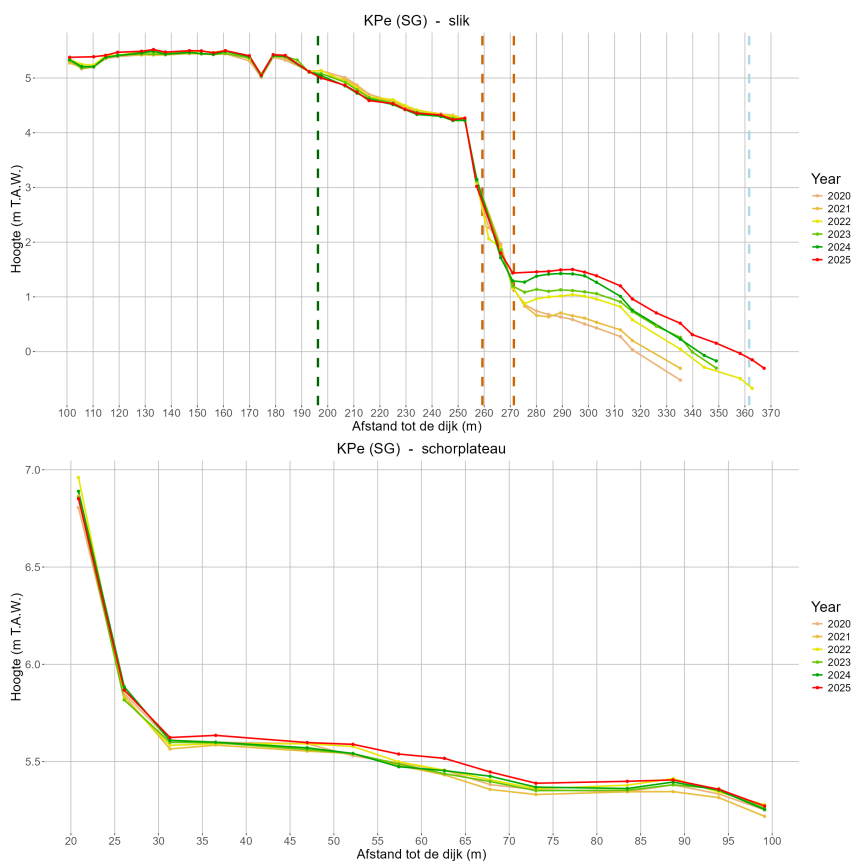 KPe (SG)  -  slik
Hoogte (m T.A.W.)
5
4
3
2
1
0
100 110 120 130 140 150 160 170 180 190 200 210 220 230 240 250 260 270 280 290 300 310 320 330 340 350 360 370
Afstand tot de dijk (m)
Year
2020
2021
2022
2023
2024
2025
KPe (SG)  -  schorplateau
Hoogte (m T.A.W.)
7.0
6.5
6.0
5.5
20 25 30 35 40 45 50 55 60 65 70 75 80 85 90 95 100
Afstand tot de dijk (m)
Year
2020
2021
2022
2023
2024
2025